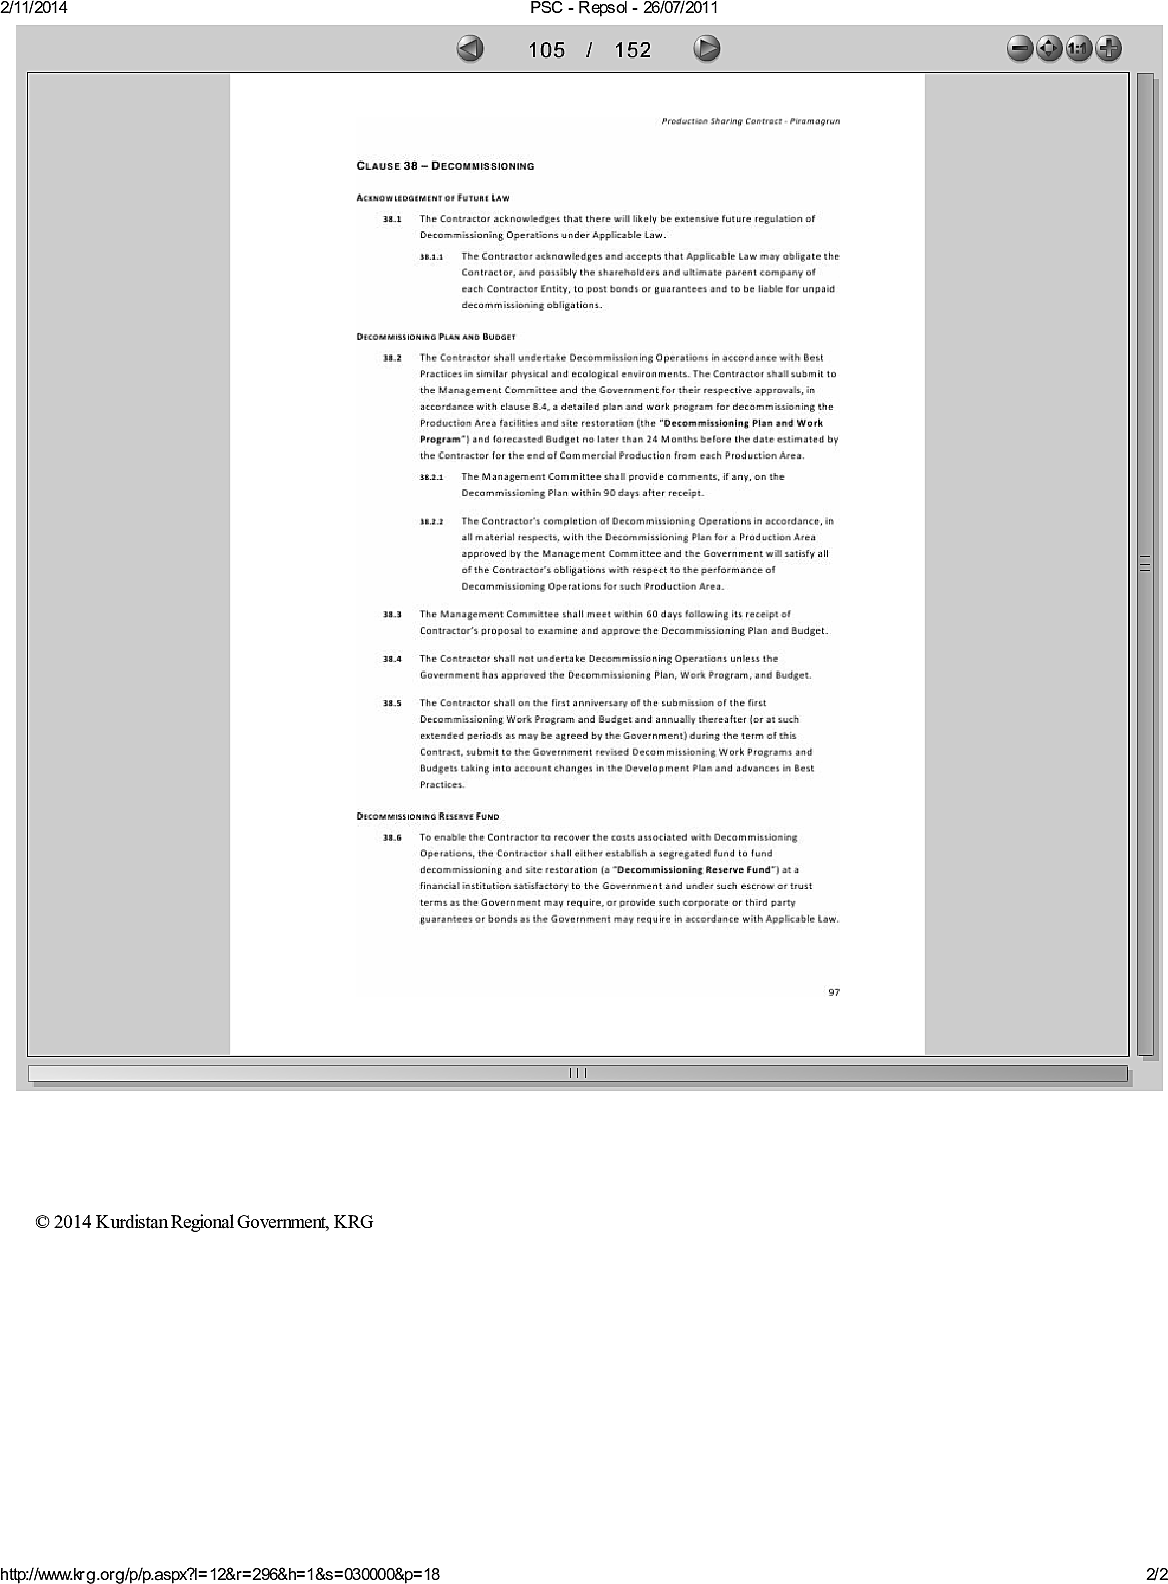 2/11/2014 PSC - Repsol - 26/07/2011
105 / 152
1:1
Production Sharing Contract - Piramagrun
CLAUSE 38 – DECOMMISSIONING
ACKNOWLEDGEMENT OF FUTURE LAW
38.1 The Contractor acknowledges that there will likely be extensive future regulation of
Decommissioning Operations under Applicable Law.
38.1.1 The Contractor acknowledges and accepts that Applicable Law may obligate the
Contractor, and possibly the shareholders and ultimate parent company of
each Contractor Entity, to post bonds or guarantees and to be liable for unpaid
decommissioning obligations.
DECOMMISSIONING PLAN AND BUDGET
38.2 The Contractor shall undertake Decommissioning Operations in accordance with Best
Practices in similar physical and ecological environments. The Contractor shall submit to
the Management Committee and the Government for their respective approvals, in
accordance with clause 8.4, a detailed plan and work program for decommissioning the
Production Area facilities and site restoration (the “Decommissioning Plan and Work
Program”) and forecasted Budget no later than 24 Months before the date estimated by
the Contractor for the end of Commercial Production from each Production Area.
38.2.1 The Management Committee shall provide comments, if any, on the
Decommissioning Plan within 90 days after receipt.
38.2.2 The Contractor's completion of Decommissioning Operations in accordance, in
all material respects, with the Decommissioning Plan for a Production Area
approved by the Management Committee and the Government will satisfy all
of the Contractor's obligations with respect to the performance of
Decommissioning Operations for such Production Area.
38.3 The Management Committee shall meet within 60 days following its receipt of
Contractor's proposal to examine and approve the Decommissioning Plan and Budget.
38.4 The Contractor shall not undertake Decommissioning Operations unless the
Government has approved the Decommissioning Plan, Work Program, and Budget.
38.5 The Contractor shall on the first anniversary of the submission of the first
Decommissioning Work Program and Budget and annually thereafter (or at such
extended periods as may be agreed by the Government) during the term of this
Contract, submit to the Government revised Decommissioning Work Programs and
Budgets taking into account changes in the Development Plan and advances in Best
Practices.
DECOMMISSIONING RESERVE FUND
38.6 To enable the Contractor to recover the costs associated with Decommissioning
Operations, the Contractor shall either establish a segregated fund to fund
decommissioning and site restoration (a “Decommissioning Reserve Fund”) at a
financial institution satisfactory to the Government and under such escrow or trust
terms as the Government may require, or provide such corporate or third party
guarantees or bonds as the Government may require in accordance with Applicable Law.
97
© 2014 Kurdistan Regional Government, KRG
http://www.krg.org/p/p.aspx?l=12&r=296&h=1&s=030000&p=18 2/2